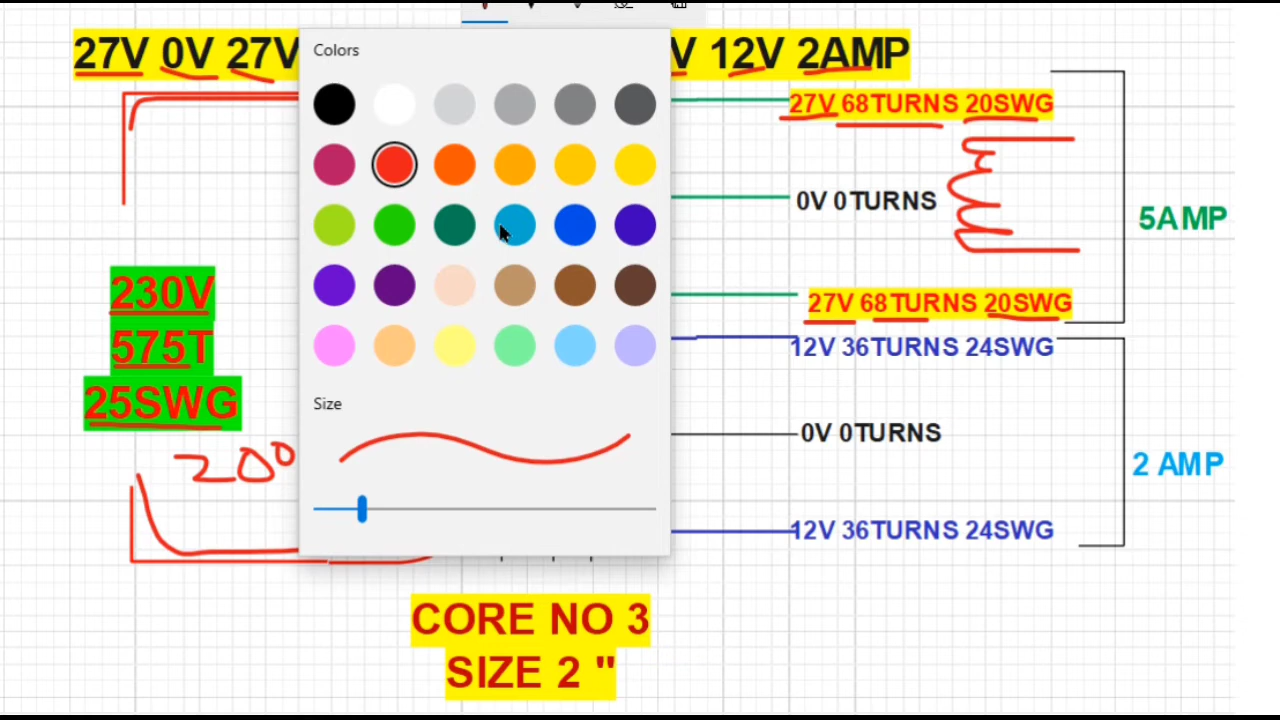 27V 0V 27V
V 12V 2AMP
Colors
27V 68TURNS 20SWG
0V 0TURNS
5AMP
230V
575T
25SWG
27V 68TURNS 20SWG
12V 36TURNS 24SWG
Size
0V 0TURNS
200
2 AMP
12V 36TURNS 24SWG
CORE NO 3
SIZE 2 "